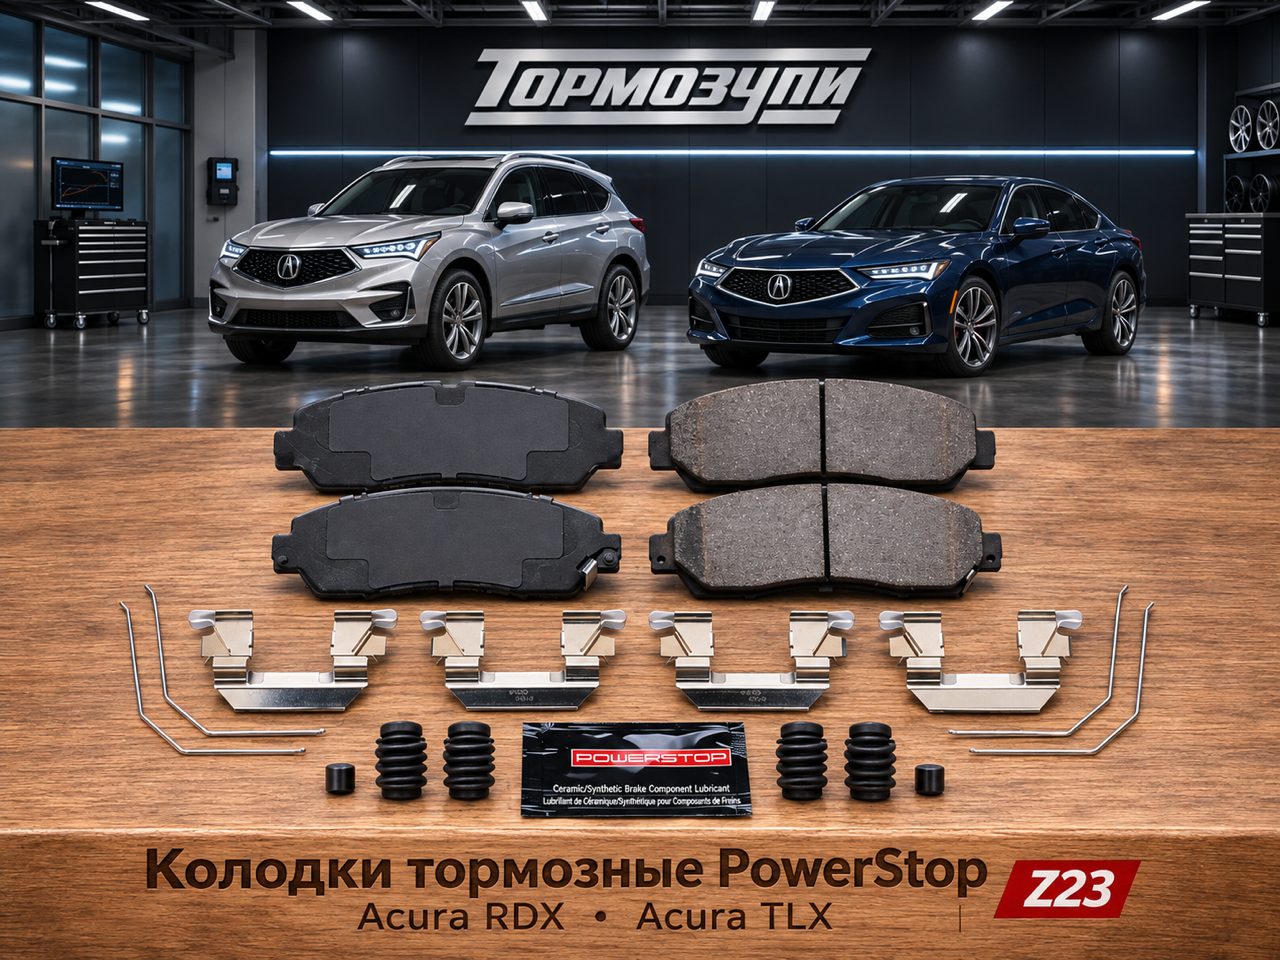 ТОРМОЗУЛИ
POWERSTOP
Ceramic/Synthetic Brake Component Lubricant
Lubrifiant de Céramique/Synthétique pour Composants de Freins
Колодки тормозные PowerStop
Z23
Acura RDX • Acura TLX